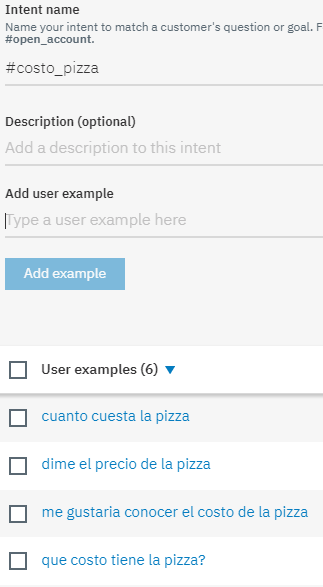 Intent name
Name your intent to match a customer's question or goal. F
#open_account.
#costo_pizza
Description (optional)
Add a description to this intent
Add user example
Type a user example here
Add example
User examples (6)
cuanto cuesta la pizza
dime el precio de la pizza
me gustaria conocer el costo de la pizza
que costo tiene la pizza?